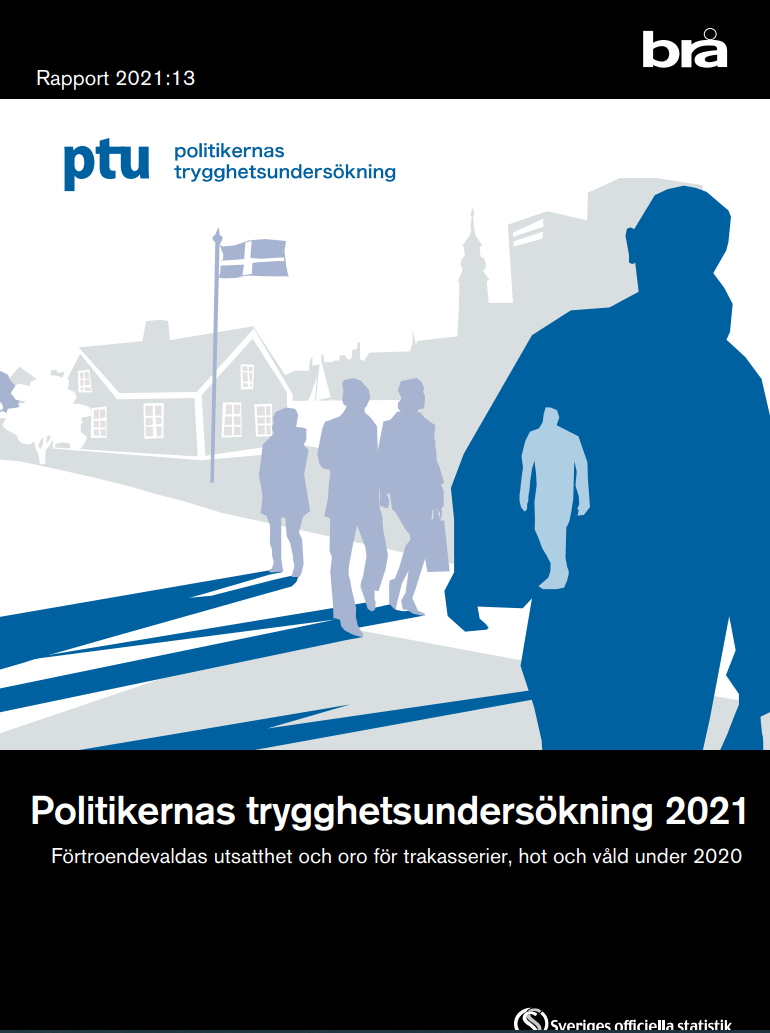 brå
Rapport 2021:13
ptu
politikernas
trygghetsundersökning
Politikernas trygghetsundersökning 2021
Förtroendevaldas utsatthet och oro för trakasserier, hot och våld under 2020
Sveriges officiella statistik